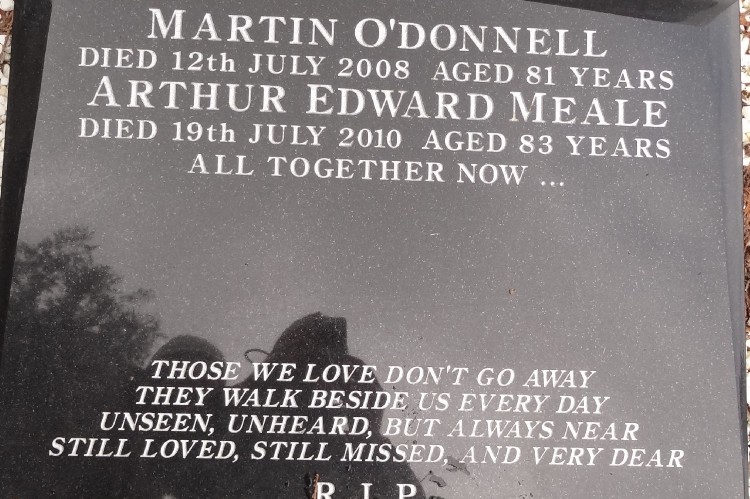 MARTIN O'DONNELL
DIED 12th JULY 2008 AGED 81 YEARS
ARTHUR EDWARD MEALE
DIED 19th JULY 2010 AGED 83 YEARS
ALL TOGETHER NOW ...
THOSE WE LOVE DON'T GO AWAY
THEY WALK BESIDE US EVERY DAY
UNSEEN, UNHEARD, BUT ALWAYS NEAR
STILL LOVED, STILL MISSED, AND VERY DEAR
R.I.P.